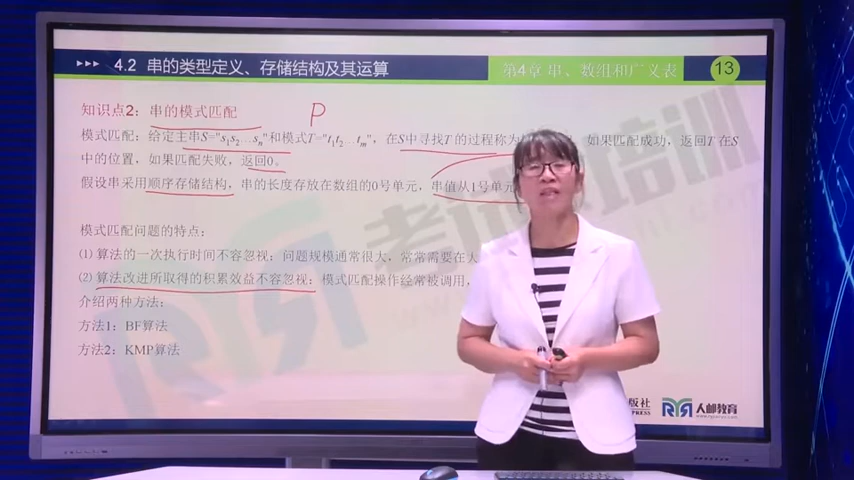 ▸▸▸ 4.2 串的类型定义、存储结构及其运算
第4章 串、数组和广义表
13
知识点2：串的模式匹配
P
模式匹配：给定主串S="s₁s₂…sₙ"和模式T="t₁t₂…tₘ"，在S中寻找T 的过程称为 如果匹配成功，返回T 在S
中的位置，如果匹配失败，返回0。
假设串采用顺序存储结构，串的长度存放在数组的0号单元，串值从1号单元
模式匹配问题的特点：
⑴ 算法的一次执行时间不容忽视：问题规模通常很大，常常需要在大
⑵ 算法改进所取得的积累效益不容忽视：模式匹配操作经常被调用，
介绍两种方法：
方法1：BF算法
方法2：KMP算法
版社
PRESS
人邮教育
www.rysircrx.com